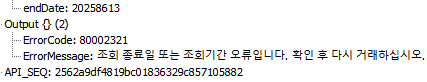 endDate: 20258613
Output {} (2)
ErrorCode: 80002321
ErrorMessage: 조회 종료일 또는 조회기간 오류입니다. 확인 후 다시 거래하십시오.
API_SEQ: 2562a9df4819bc01836329c857105882